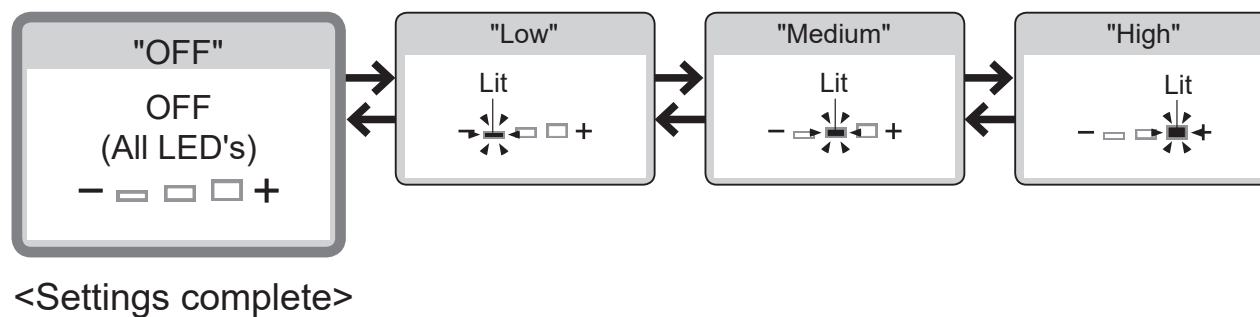 "OFF"
OFF
(All LED's)
− +
"Low"
Lit
− +
"Medium"
Lit
− +
"High"
Lit
− +
<Settings complete>